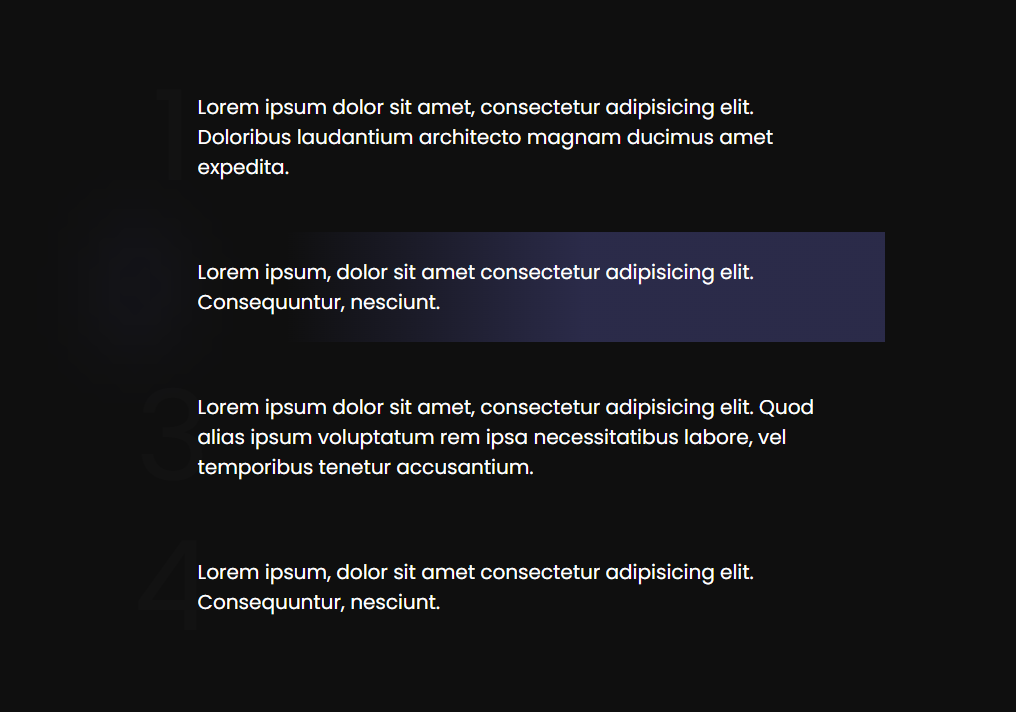 1
Lorem ipsum dolor sit amet, consectetur adipisicing elit.
Doloribus laudantium architecto magnam ducimus amet
expedita.
Lorem ipsum, dolor sit amet consectetur adipisicing elit.
Consequuntur, nesciunt.
3
Lorem ipsum dolor sit amet, consectetur adipisicing elit. Quod
alias ipsum voluptatum rem ipsa necessitatibus labore, vel
temporibus tenetur accusantium.
4
Lorem ipsum, dolor sit amet consectetur adipisicing elit.
Consequuntur, nesciunt.